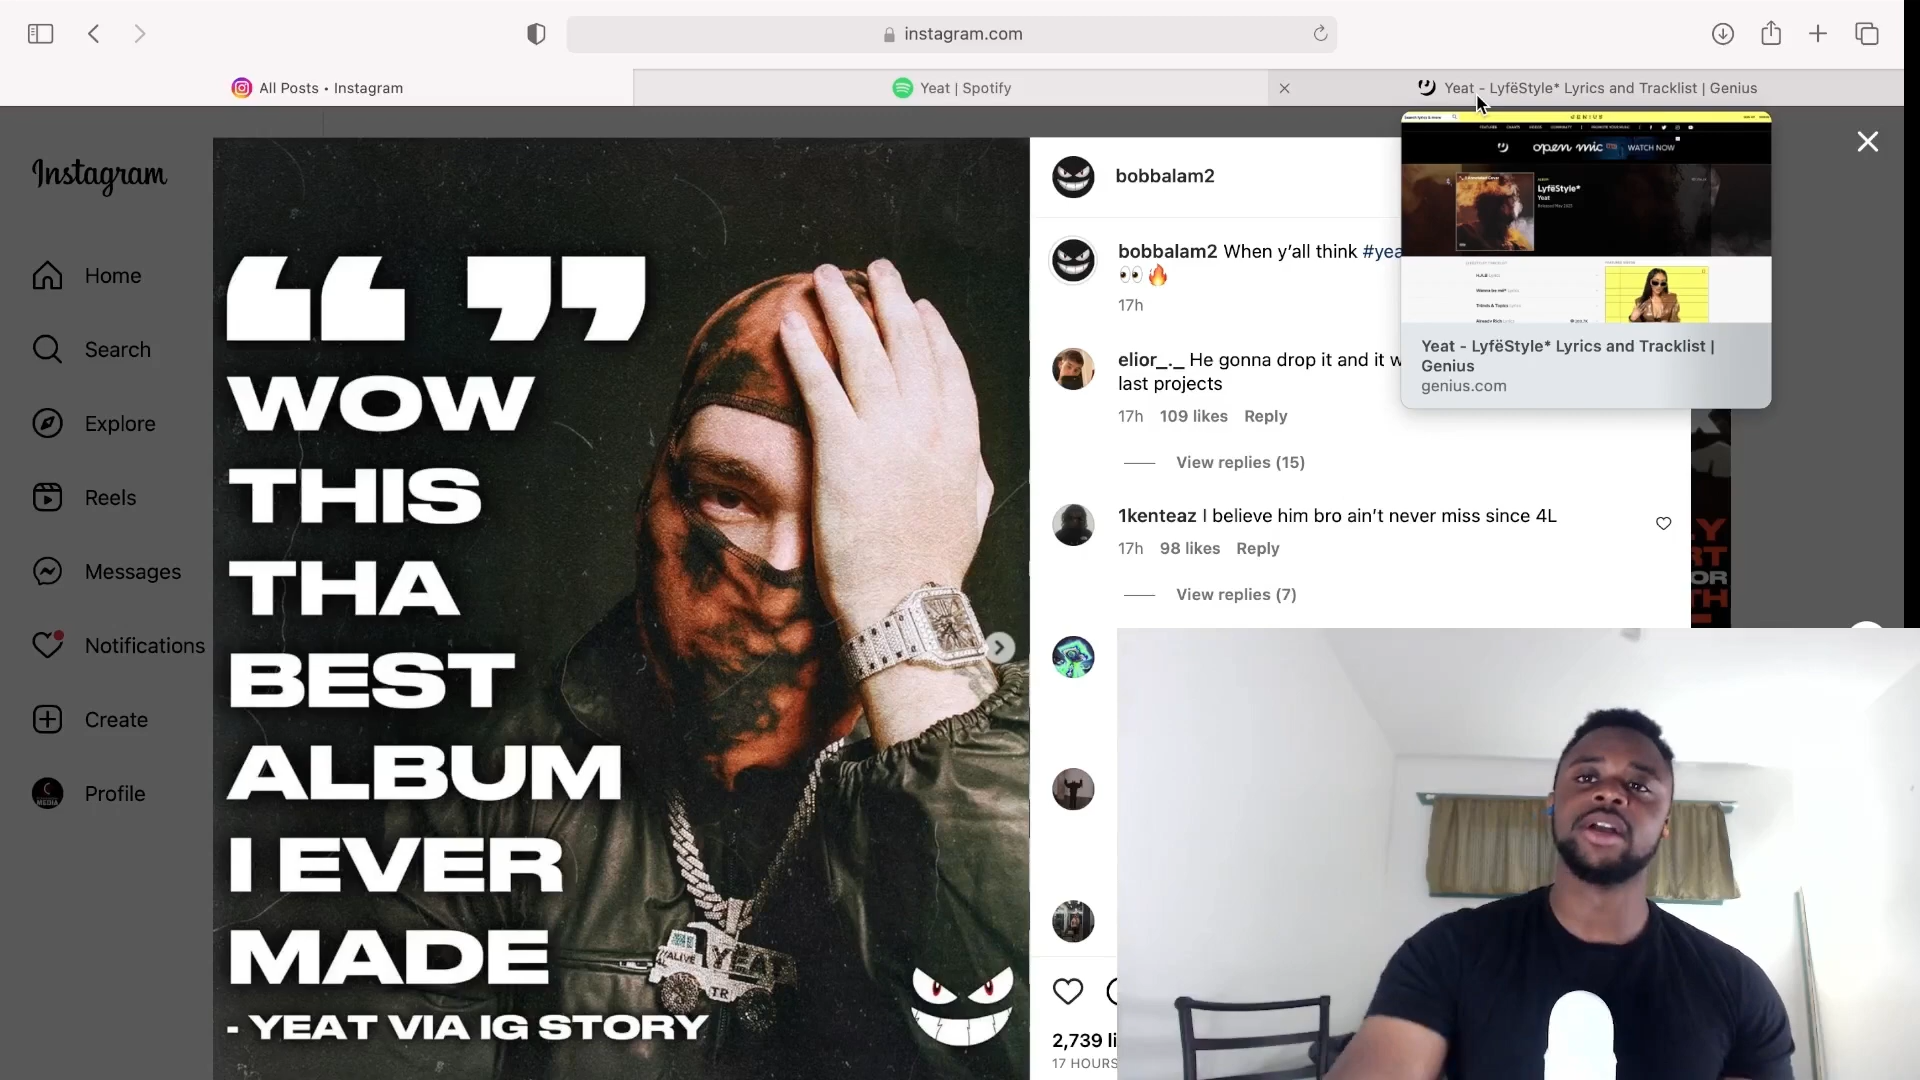 instagram.com
All Posts • Instagram
Yeat | Spotify
Yeat - LyfëStyle* Lyrics and Tracklist | Genius
Instagram
Home
Search
Explore
Reels
Messages
Notifications
Create
Profile
“ ”
WOW
THIS
THA
BEST
ALBUM
I EVER
MADE
- YEAT VIA IG STORY
YEAT
TR
bobbalam2
bobbalam2 When y’all think #yea
👀🔥
17h
elior_._ He gonna drop it and it w
last projects
17h 109 likes Reply
View replies (15)
1kenteaz I believe him bro ain’t never miss since 4L
17h 98 likes Reply
View replies (7)
2,739 li
17 HOURS
GENIUS
open mic WATCH NOW
LyfëStyle*
Yeat
Yeat - LyfëStyle* Lyrics and Tracklist |
Genius
genius.com